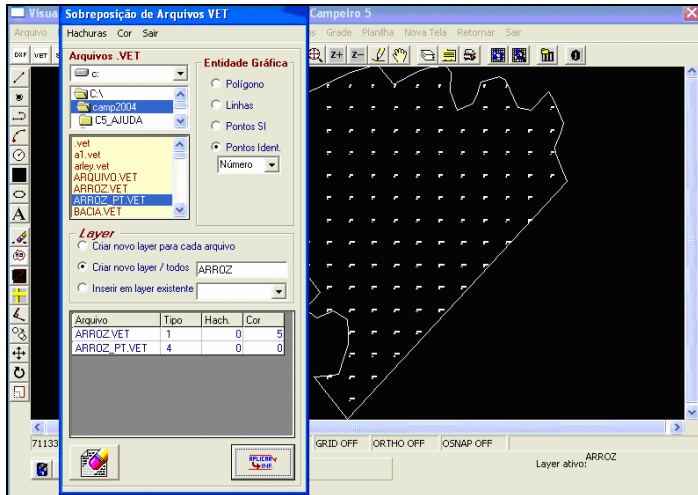 Visua
Sobreposição de Arquivos VET
Campeiro 5
Arquivo
Hachuras Cor Sair
s Grade Planilha Nova Tela Retornar Sair
DXF VET S
Z+ Z-
Arquivos .VET
c:
C:\
camp2004
C5_AJUDA
.vet
a1.vet
arley.vet
ARQUIVO.VET
ARROZ.VET
ARROZ_PT.VET
BACIA.VET
Entidade Gráfica
Polígono
Linhas
Pontos SI
Pontos Ident.
Número
Layer
Criar novo layer para cada arquivo
Criar novo layer / todos ARROZ
Inserir em layer existente
Arquivo Tipo Hach. Cor
ARROZ.VET 1 0 5
ARROZ_PT.VET 4 0 0
APLICAR
A
71133
GRID OFF ORTHO OFF OSNAP OFF
Layer ativo: ARROZ